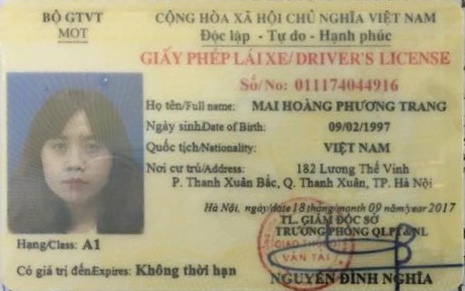 BỘ GTVT
MOT
CỘNG HÒA XÃ HỘI CHỦ NGHĨA VIỆT NAM
Độc lập - Tự do - Hạnh phúc
GIẤY PHÉP LÁI XE/DRIVER'S LICENSE
Số/No: 011174044916
Họ tên/Full name: MAI HOÀNG PHƯƠNG TRANG
Ngày sinh/Date of Birth: 09/02/1997
Quốc tịch/Nationality: VIỆT NAM
Nơi cư trú/Address: 182 Lương Thế Vinh
P. Thanh Xuân Bắc, Q. Thanh Xuân, TP. Hà Nội
Hà Nội, ngày/date 18 tháng/month 09 năm/year 2017
TL. GIÁM ĐỐC SỞ
TRƯỞNG PHÒNG QLPT&NL
GIAO THÔNG
VẬN TẢI
Hạng/Class: A1
Có giá trị đến/Expires: Không thời hạn
NGUYỄN ĐÌNH NGHĨA